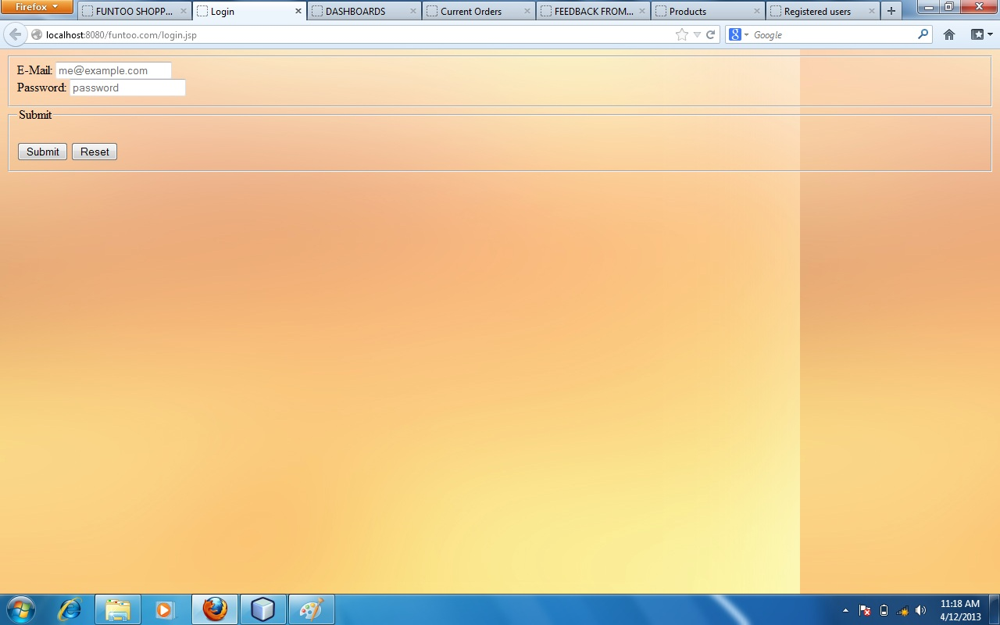 Firefox
FUNTOO SHOPP...
Login
DASHBOARDS
Current Orders
FEEDBACK FROM...
Products
Registered users
localhost:8080/funtoo.com/login.jsp
Google
E-Mail: me@example.com
Password: password
Submit
Submit Reset
11:18 AM
4/12/2013